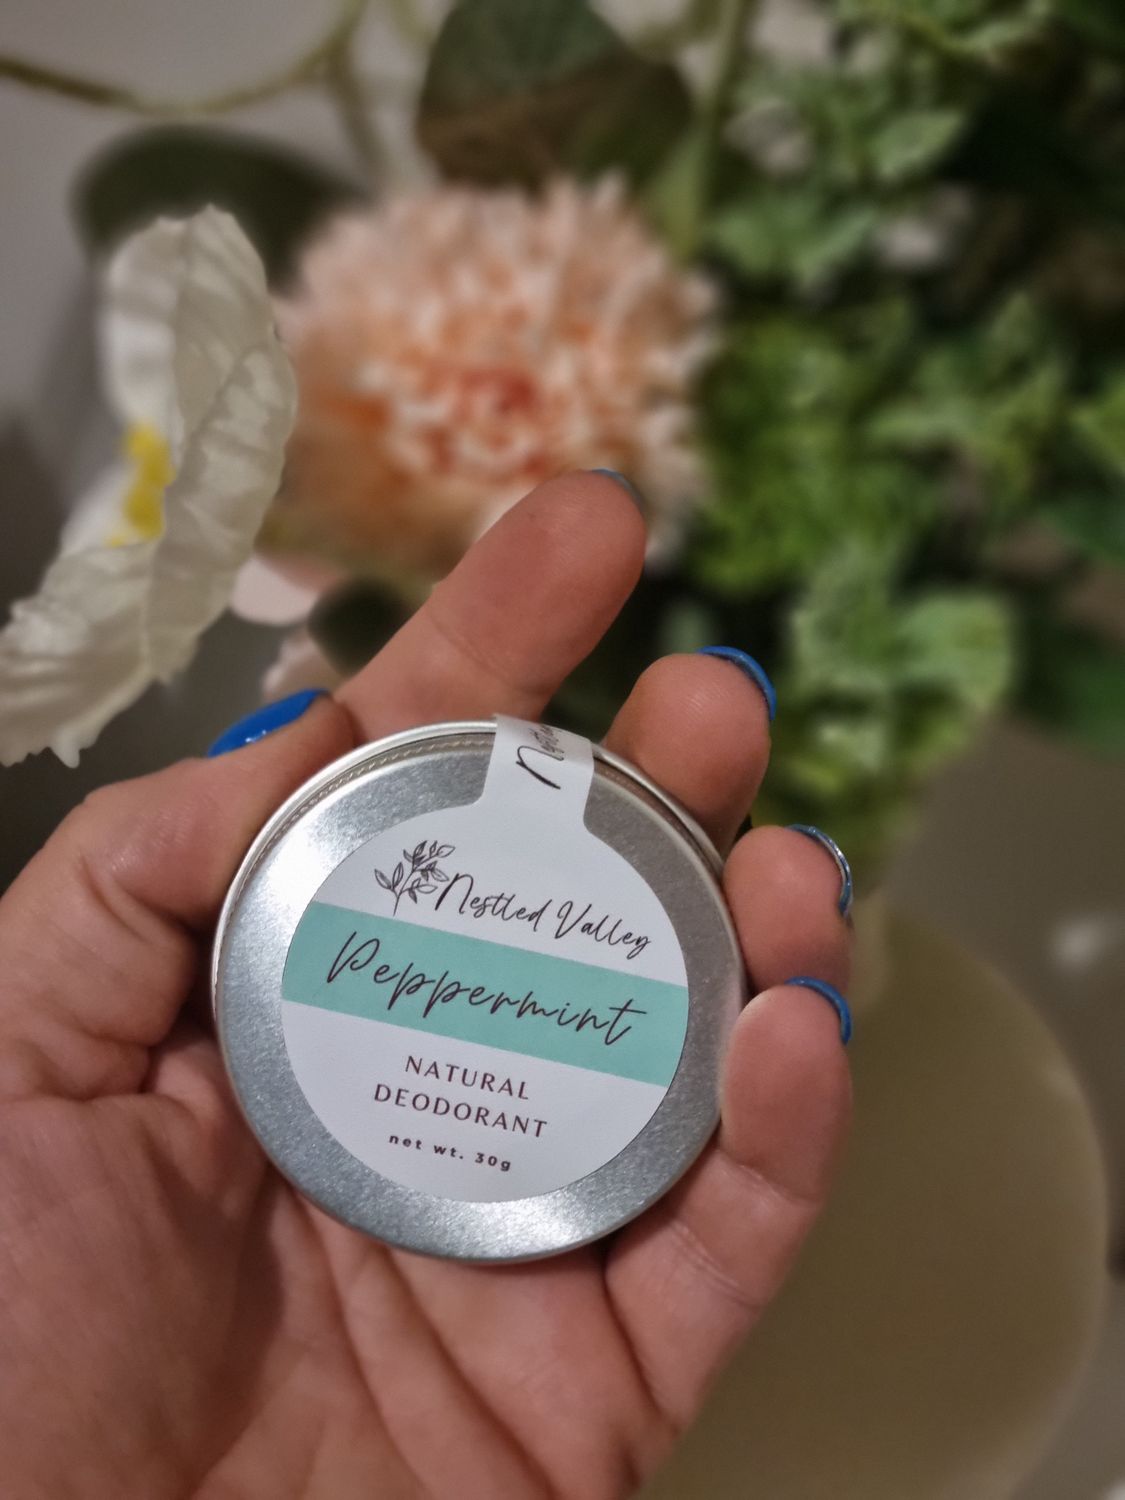 Nestled Valley
Peppermint
NATURAL
DEODORANT
net wt. 30g